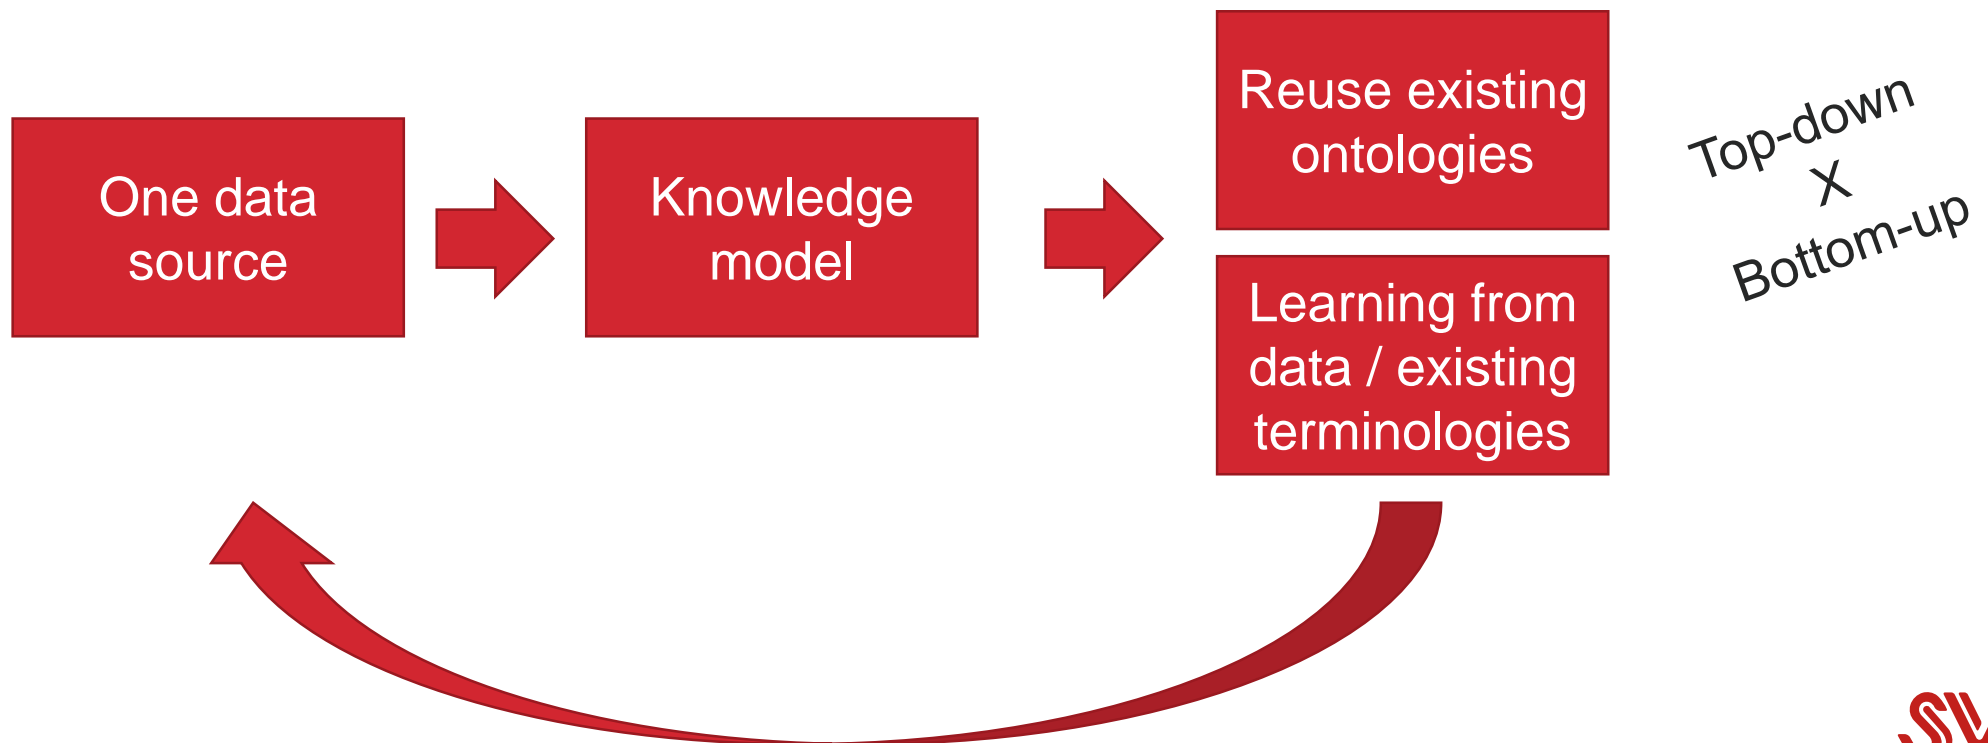 One data
source
Knowledge
model
Reuse existing
ontologies
Learning from
data / existing
terminologies
Top-down
X
Bottom-up